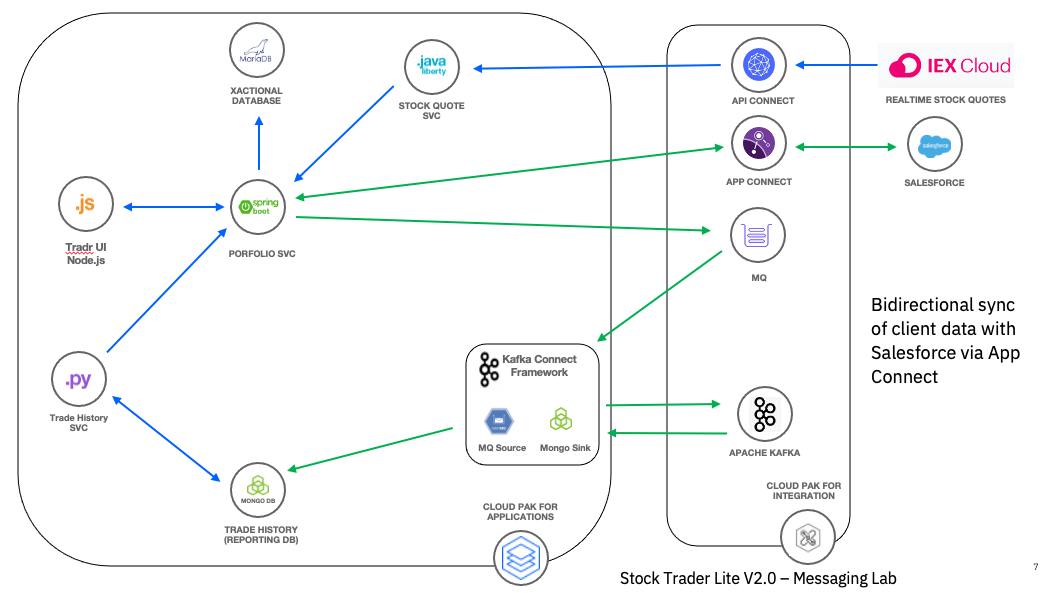 MariaDB
XACTIONAL
DATABASE
.java
liberty
STOCK QUOTE
SVC
API CONNECT
IEX Cloud
REALTIME STOCK QUOTES
APP CONNECT
salesforce
SALESFORCE
.js
Tradr UI
Node.js
spring
boot
PORFOLIO SVC
MQ
Bidirectional sync
of client data with
Salesforce via App
Connect
.py
Trade History
SVC
Kafka Connect
Framework
MQ Source
Mongo Sink
APACHE KAFKA
MONGO DB
TRADE HISTORY
(REPORTING DB)
CLOUD PAK FOR
APPLICATIONS
CLOUD PAK FOR
INTEGRATION
Stock Trader Lite V2.0 – Messaging Lab
7